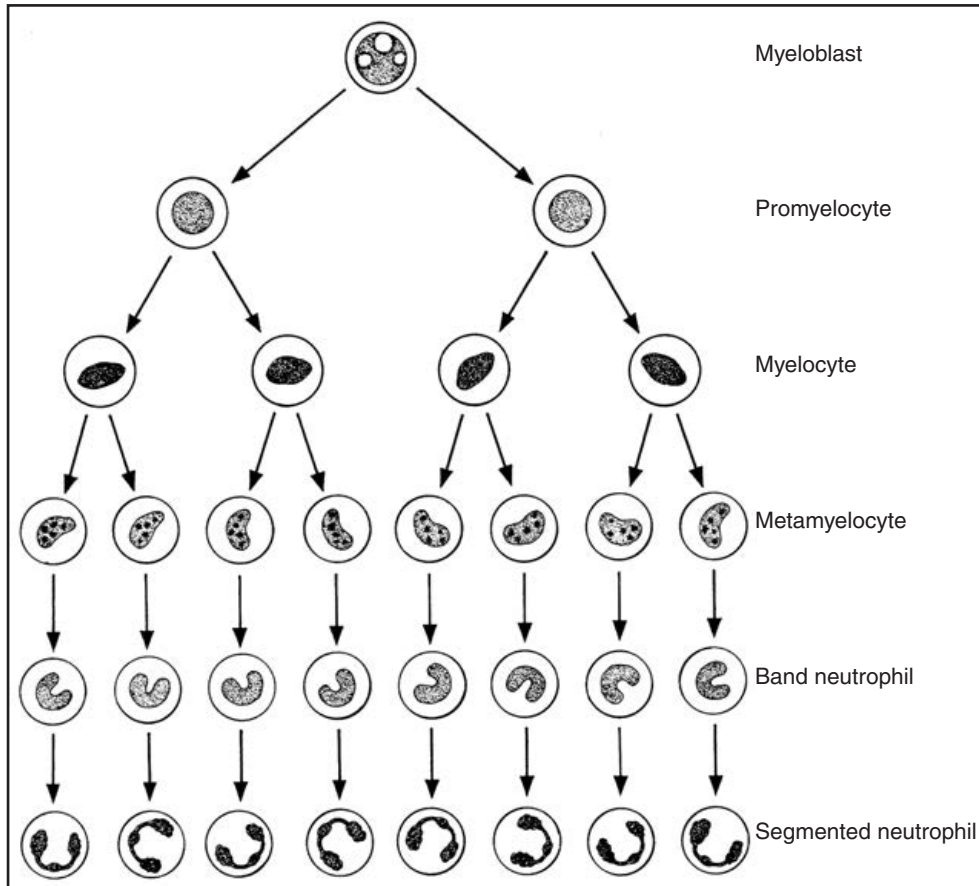 Myeloblast
Promyelocyte
Myelocyte
Metamyelocyte
Band neutrophil
Segmented neutrophil